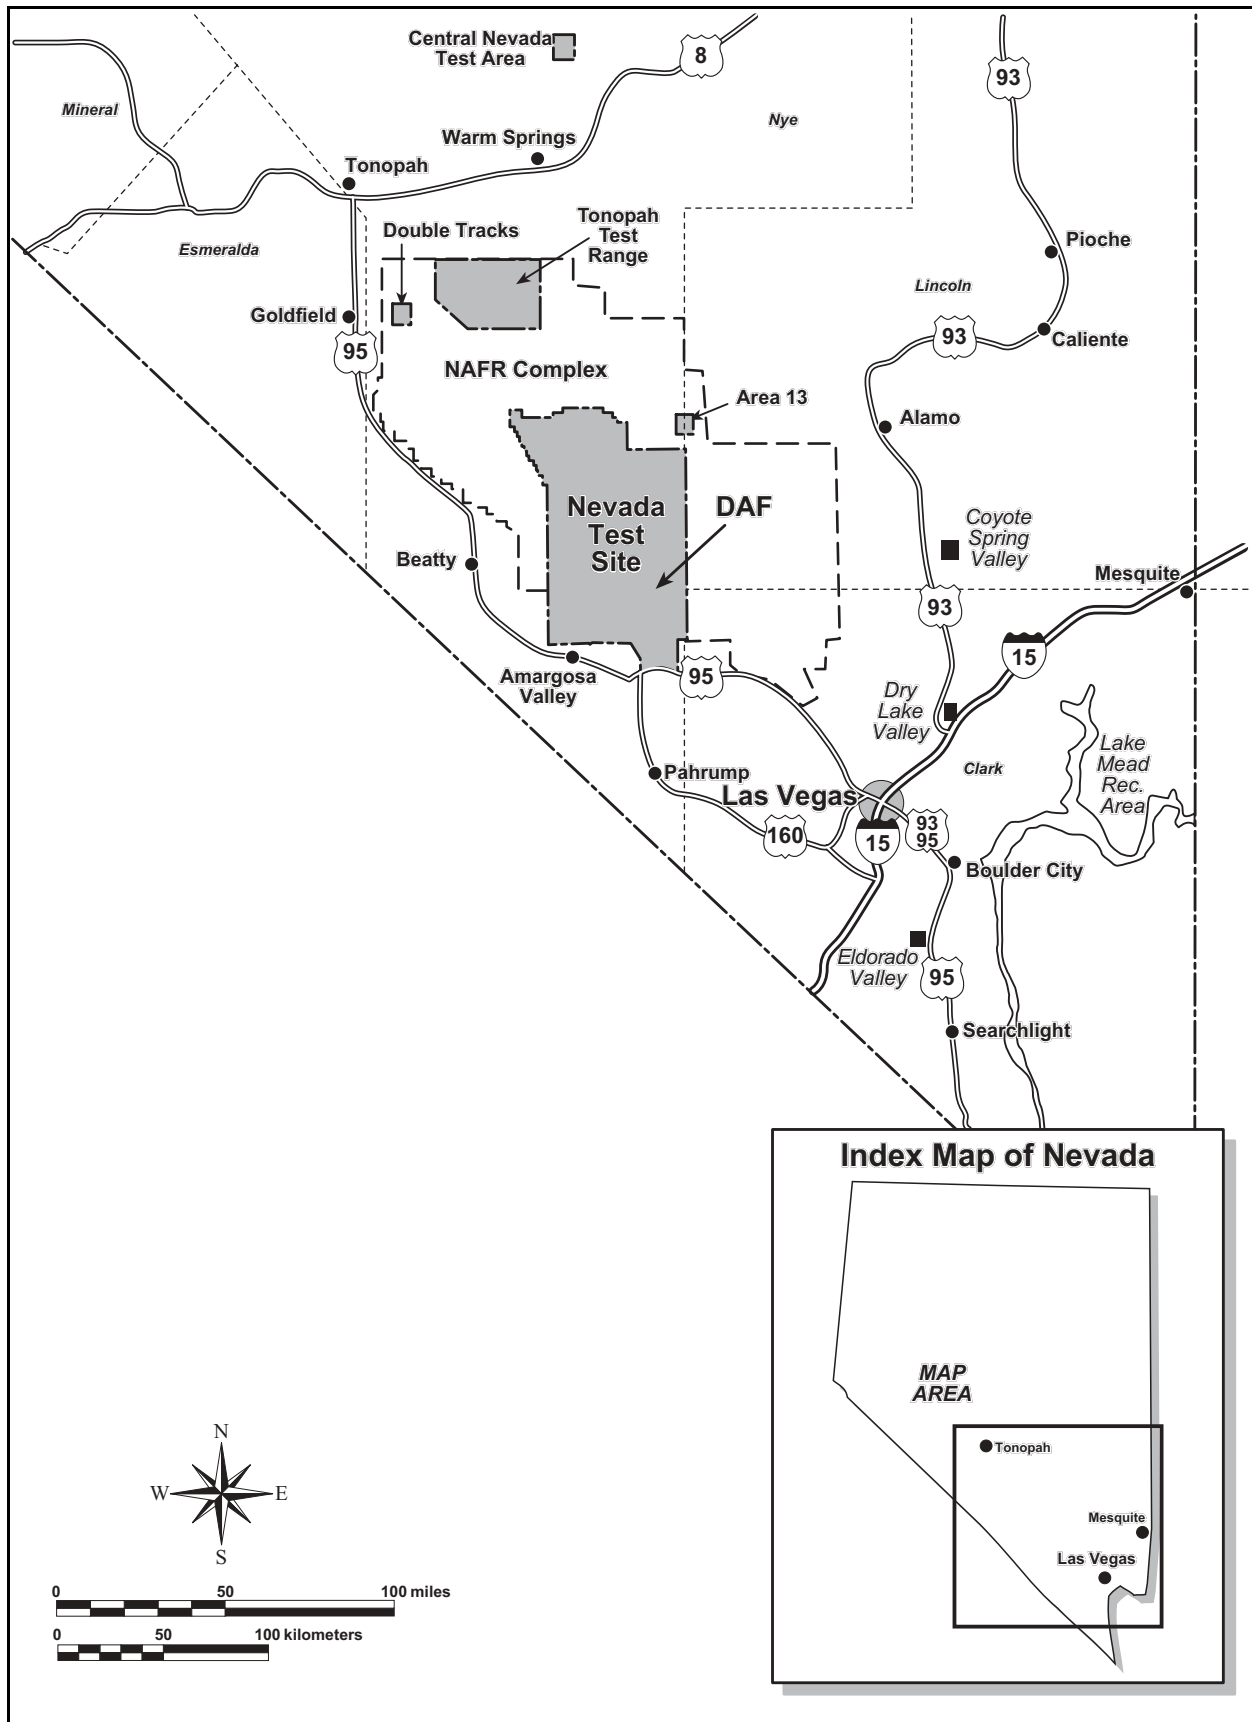 Central Nevada
Test Area
8
93
Mineral
Nye
Warm Springs
Tonopah
Double Tracks
Tonopah
Test
Range
Esmeralda
Pioche
Lincoln
Goldfield
95
93
Caliente
NAFR Complex
Area 13
Alamo
Nevada
Test
Site
DAF
Coyote
Spring
Valley
Beatty
Mesquite
93
15
Amargosa
Valley
95
Dry
Lake
Valley
Lake
Mead
Rec.
Area
Pahrump
Clark
Las Vegas
160
15
93
95
Boulder City
Eldorado
Valley
95
Searchlight
Index Map of Nevada
MAP
AREA
Tonopah
Mesquite
Las Vegas
N
W
E
S
0 50 100 miles
0 50 100 kilometers